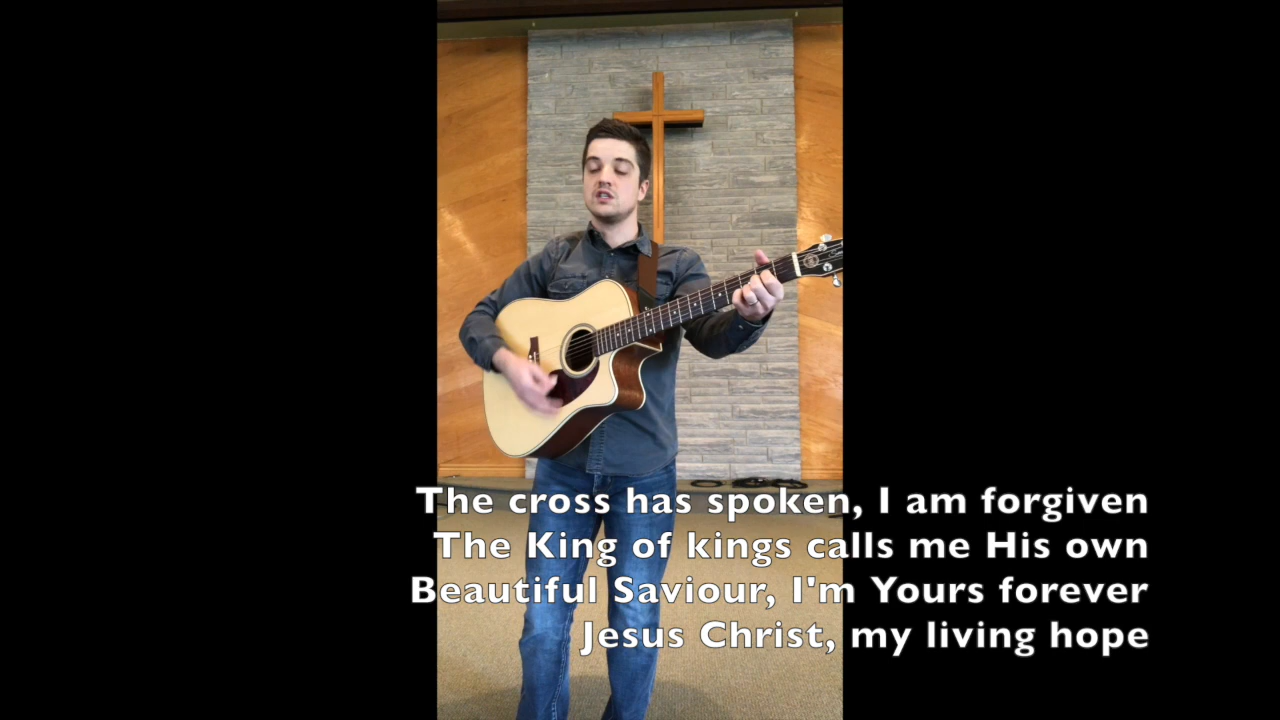 The cross has spoken, I am forgiven
The King of kings calls me His own
Beautiful Saviour, I'm Yours forever
Jesus Christ, my living hope